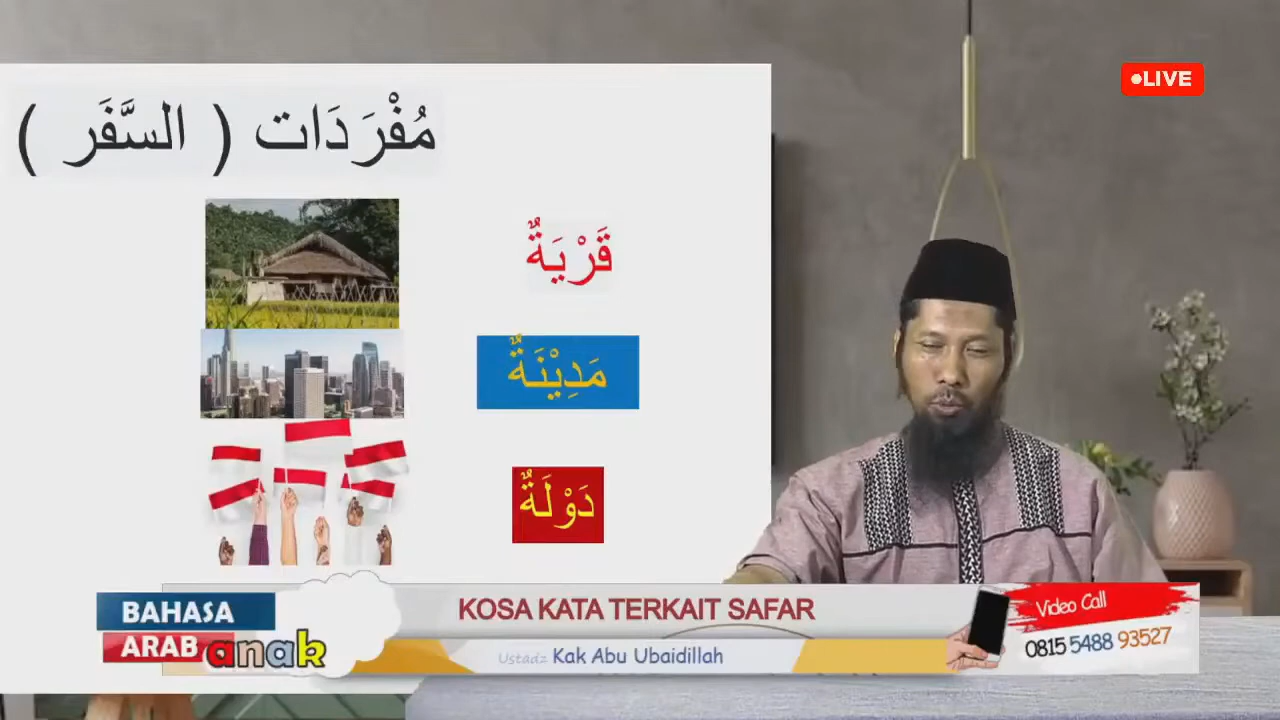 LIVE
مُفْرَدَات ( السَّفَر )
قَرْيَةٌ
مَدِيْنَةٌ
دَوْلَةٌ
BAHASA
ARAB anak
KOSA KATA TERKAIT SAFAR
Ustadz Kak Abu Ubaidillah
Video Call
0815 5488 93527